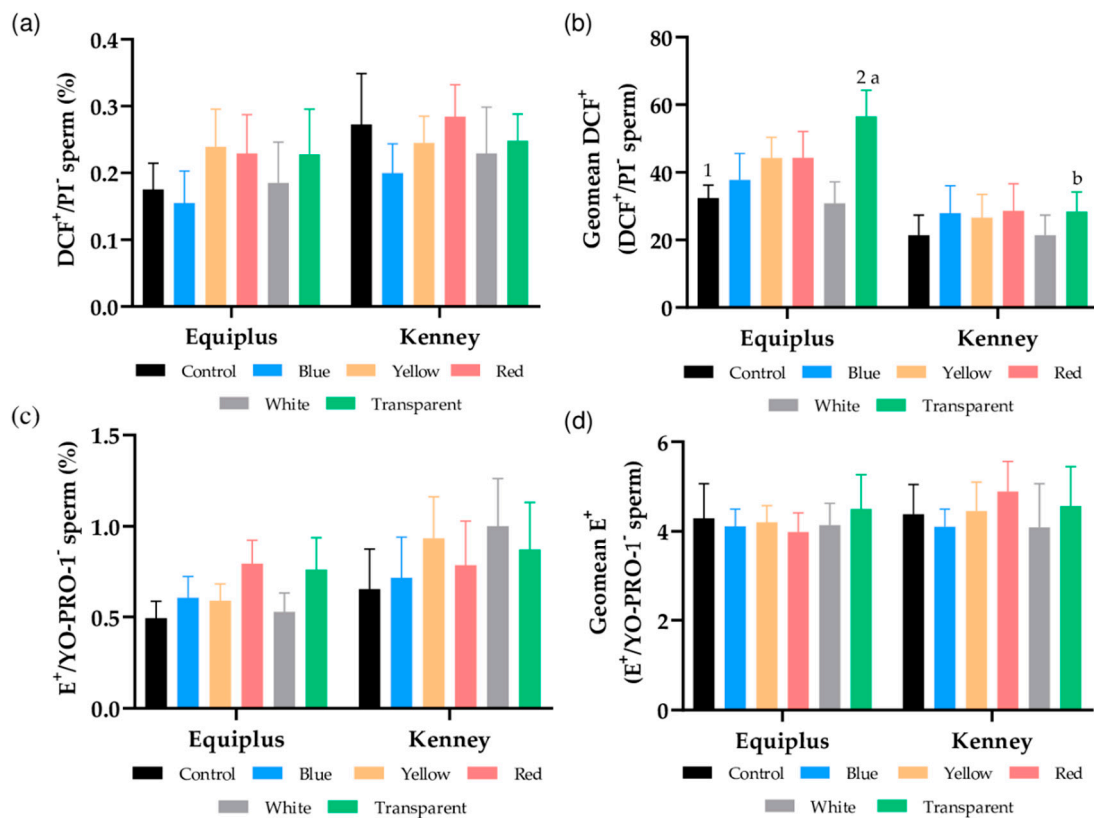 (a)
DCF⁺/PI⁻ sperm (%)
0.4
0.3
0.2
0.1
0.0
Equiplus Kenney
Control Blue Yellow Red
White Transparent
(b)
Geomean DCF⁺
(DCF⁺/PI⁻ sperm)
80
60
40
20
0
1
2 a
b
Equiplus Kenney
Control Blue Yellow Red
White Transparent
(c)
E⁺/YO-PRO-1⁻ sperm (%)
1.5
1.0
0.5
0.0
Equiplus Kenney
Control Blue Yellow Red
White Transparent
(d)
Geomean E⁺
(E⁺/YO-PRO-1⁻ sperm)
6
4
2
0
Equiplus Kenney
Control Blue Yellow Red
White Transparent